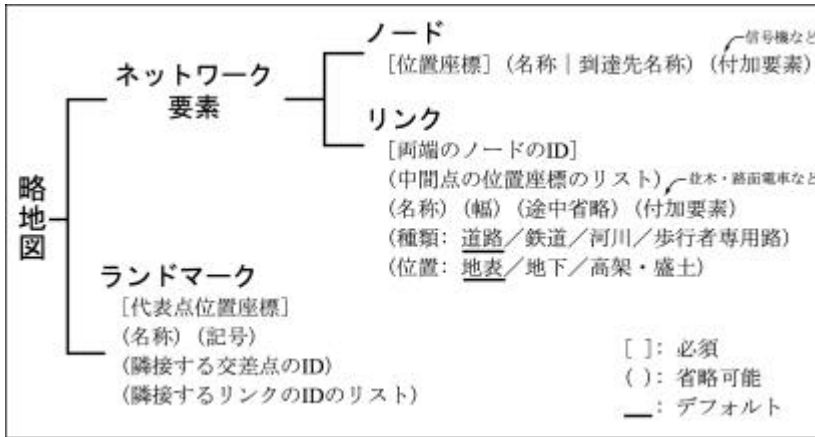 略地図
ネットワーク
要素
ノード
信号機など
[位置座標] (名称｜到達先名称) (付加要素)
リンク
[両端のノードのID]
(中間点の位置座標のリスト)
並木・路面電車など
(名称) (幅) (途中省略) (付加要素)
(種類: 道路／鉄道／河川／歩行者専用路)
(位置: 地表／地下／高架・盛土)
ランドマーク
[代表点位置座標]
(名称) (記号)
(隣接する交差点のID)
(隣接するリンクのIDのリスト)
[ ]: 必須
( ): 省略可能
__: デフォルト